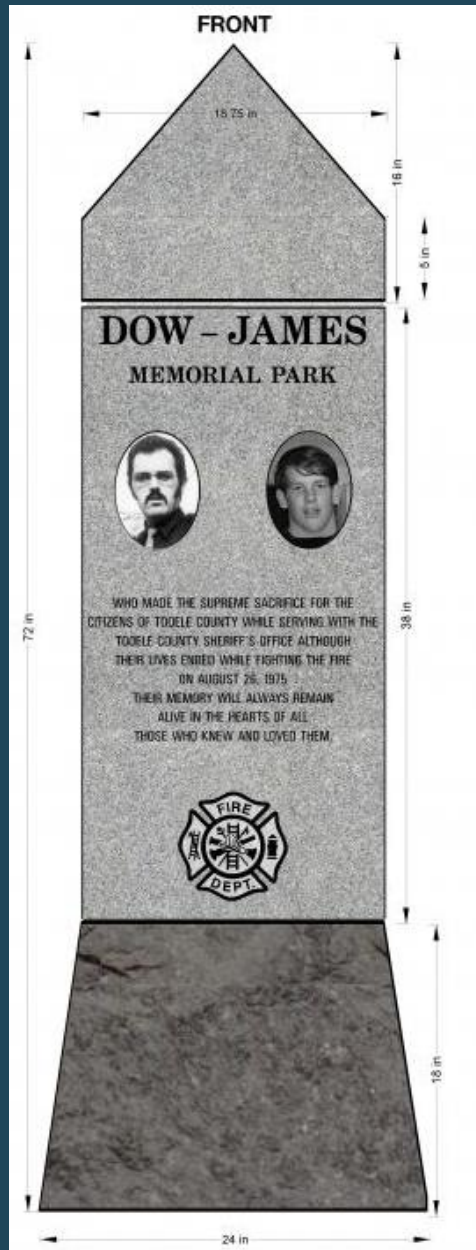 FRONT
18.75 in
16 in
5 in
DOW – JAMES
MEMORIAL PARK
WHO MADE THE SUPREME SACRIFICE FOR THE
CITIZENS OF TOOELE COUNTY WHILE SERVING WITH THE
TOOELE COUNTY SHERIFF'S OFFICE ALTHOUGH
THEIR LIVES ENDED WHILE FIGHTING THE FIRE
ON AUGUST 26, 1975
THEIR MEMORY WILL ALWAYS REMAIN
ALIVE IN THE HEARTS OF ALL
THOSE WHO KNEW AND LOVED THEM.
72 in
38 in
FIRE
DEPT.
18 in
24 in